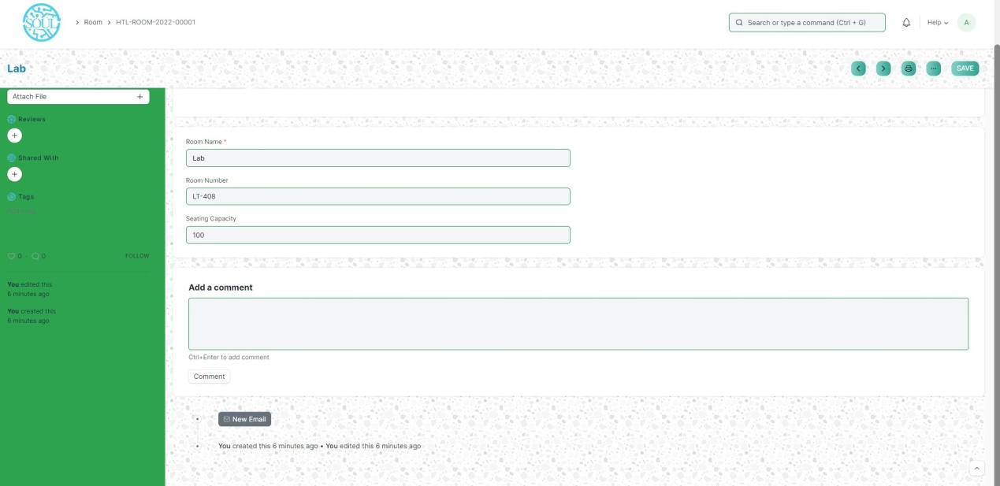 SOUL
› Room › HTL-ROOM-2022-00001
Search or type a command (Ctrl + G)
Help
A
Lab
SAVE
Attach File
Reviews
Shared With
Tags
0 · 0
FOLLOW
You edited this
6 minutes ago
You created this
6 minutes ago
Room Name *
Lab
Room Number
LT-408
Seating Capacity
100
Add a comment
Ctrl+Enter to add comment
Comment
New Email
You created this 6 minutes ago • You edited this 6 minutes ago